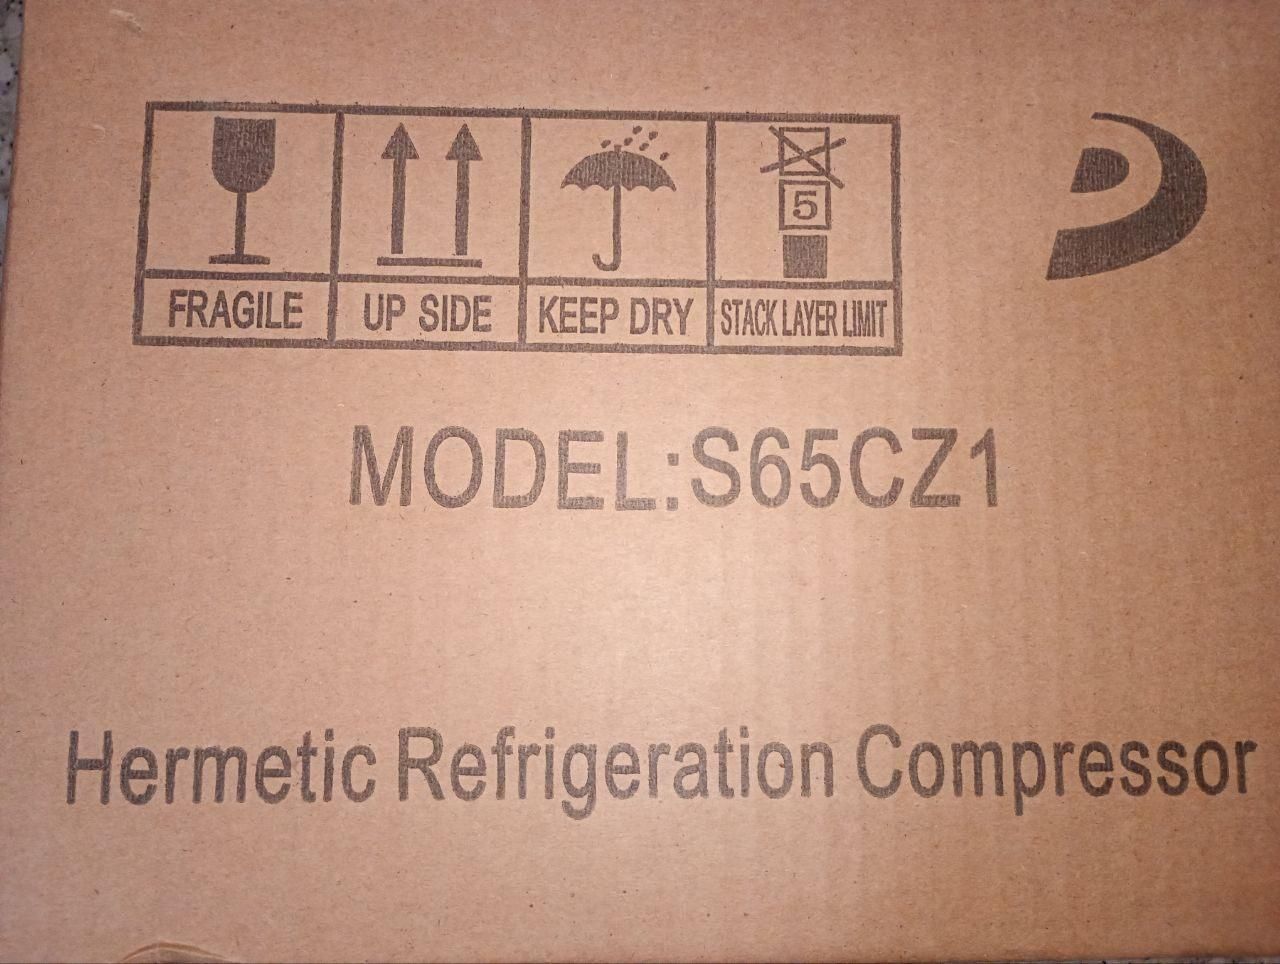 5
FRAGILE UP SIDE KEEP DRY STACK LAYER LIMIT
MODEL:S65CZ1
Hermetic Refrigeration Compressor